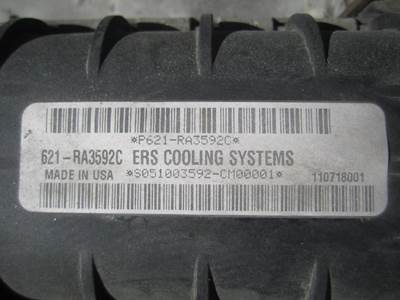 *P621-RA3592C*
621-RA3592C ERS COOLING SYSTEMS
MADE IN USA *S051003592-CM00001* 110718001